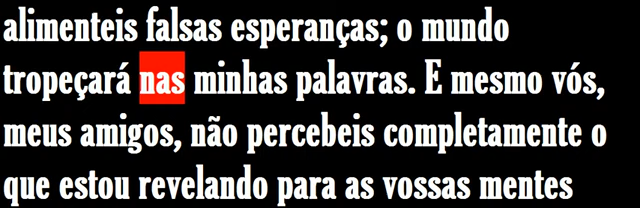 alimenteis falsas esperanças; o mundo
tropeçará nas minhas palavras. E mesmo vós,
meus amigos, não percebeis completamente o
que estou revelando para as vossas mentes